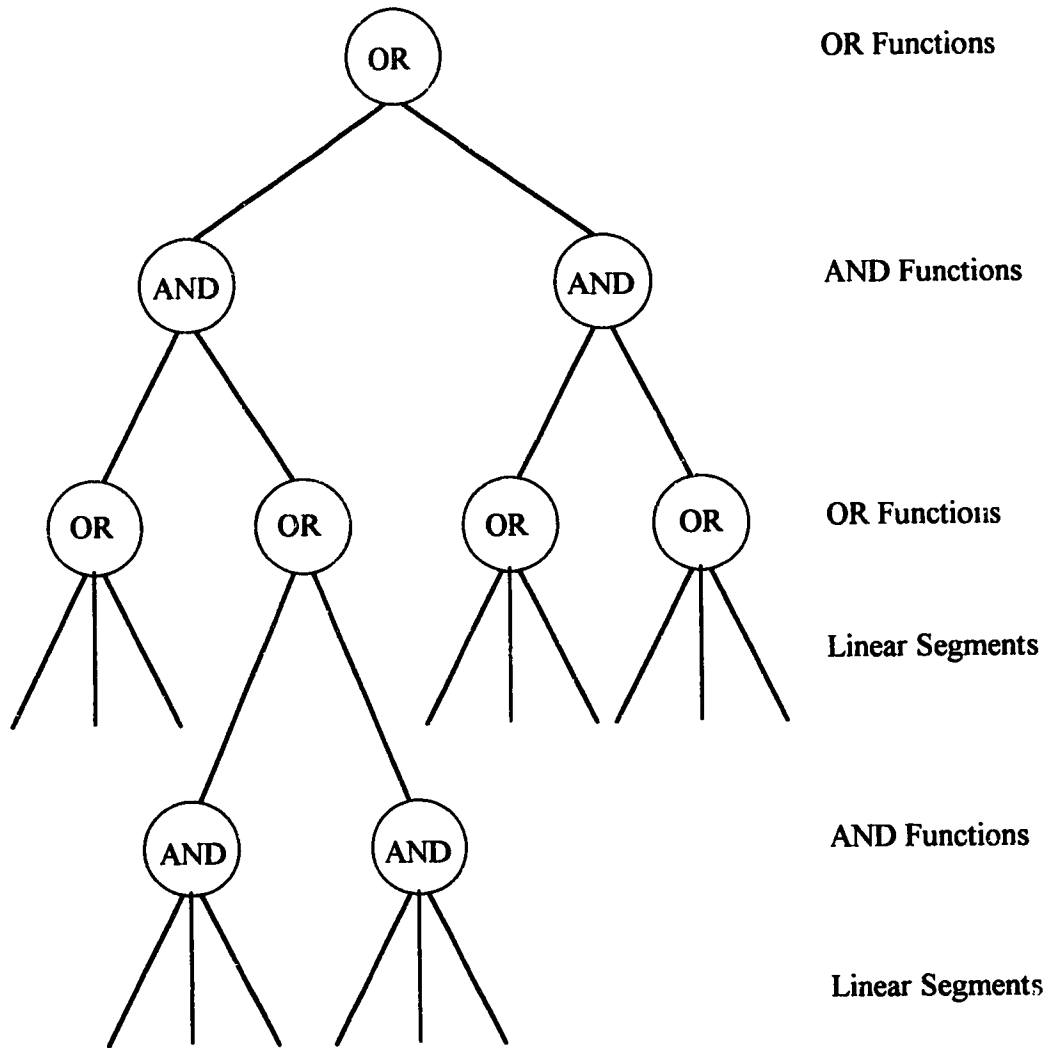 OR
OR Functions
AND
AND
AND Functions
OR
OR
OR
OR
OR Functions
Linear Segments
AND
AND
AND Functions
Linear Segments